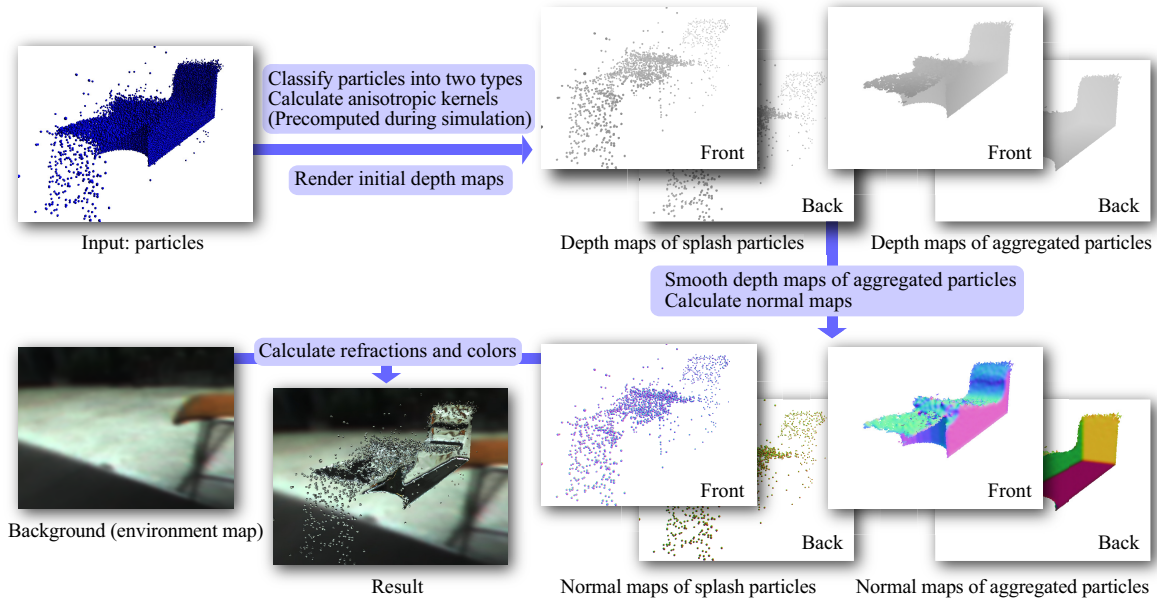 Classify particles into two types
Calculate anisotropic kernels
(Precomputed during simulation)
Render initial depth maps
Input: particles
Front
Back
Depth maps of splash particles
Front
Back
Depth maps of aggregated particles
Smooth depth maps of aggregated particles
Calculate normal maps
Calculate refractions and colors
Background (environment map)
Result
Front
Back
Normal maps of splash particles
Front
Back
Normal maps of aggregated particles